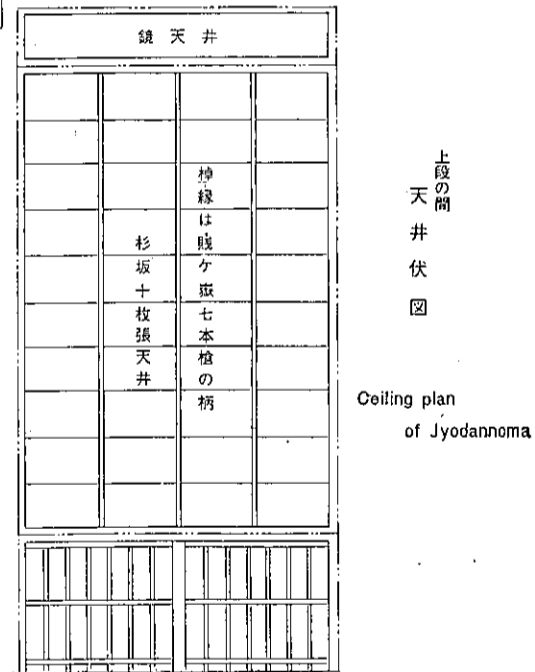 鏡天井
上段の間
天井伏図
棹縁は賤ケ嶽七本槍の柄
杉坂十枚張天井
Ceiling plan
of Jyodannoma